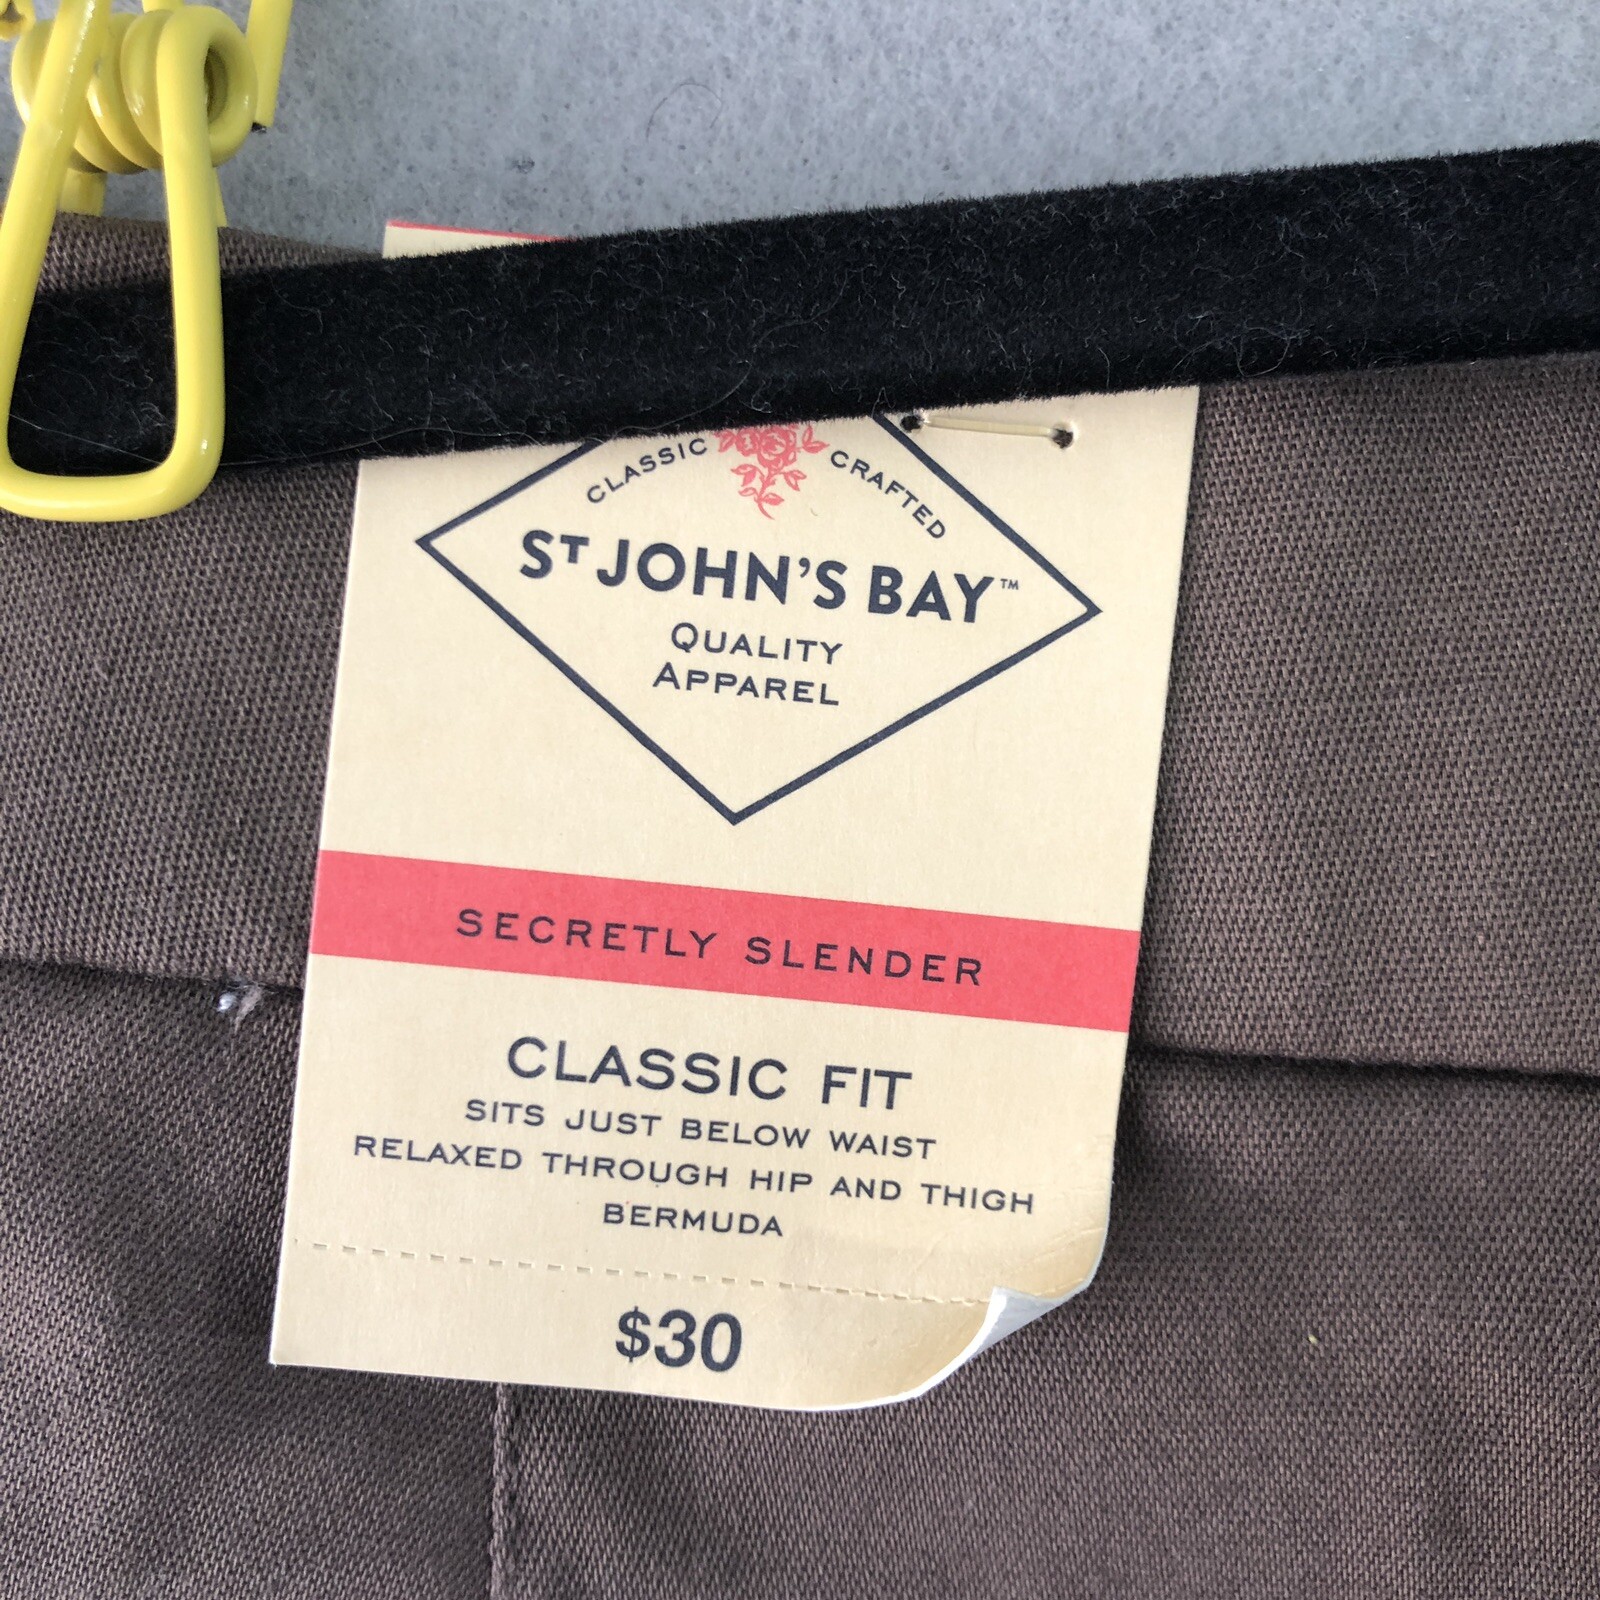 CLASSIC CRAFTED
ST JOHN'S BAY™
QUALITY
APPAREL
SECRETLY SLENDER
CLASSIC FIT
SITS JUST BELOW WAIST
RELAXED THROUGH HIP AND THIGH
BERMUDA
$30